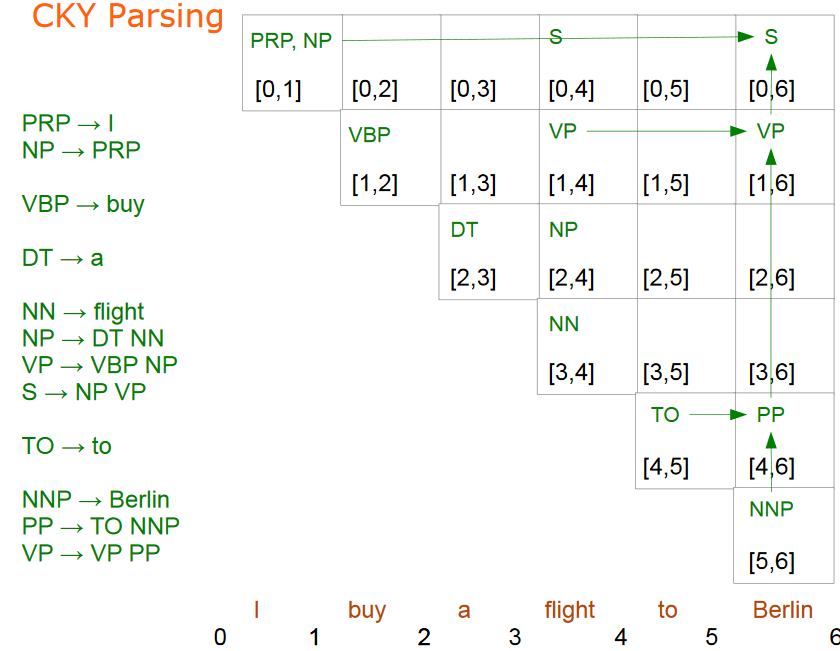 CKY Parsing
PRP, NP S S
[0,1] [0,2] [0,3] [0,4] [0,5] [0,6]
PRP → I
NP → PRP
VBP VP VP
[1,2] [1,3] [1,4] [1,5] [1,6]
VBP → buy
DT NP
DT → a
[2,3] [2,4] [2,5] [2,6]
NN → flight
NN
NP → DT NN
VP → VBP NP
[3,4] [3,5] [3,6]
S → NP VP
TO PP
TO → to
[4,5] [4,6]
NNP → Berlin
NNP
PP → TO NNP
VP → VP PP
[5,6]
I buy a flight to Berlin
0 1 2 3 4 5 6